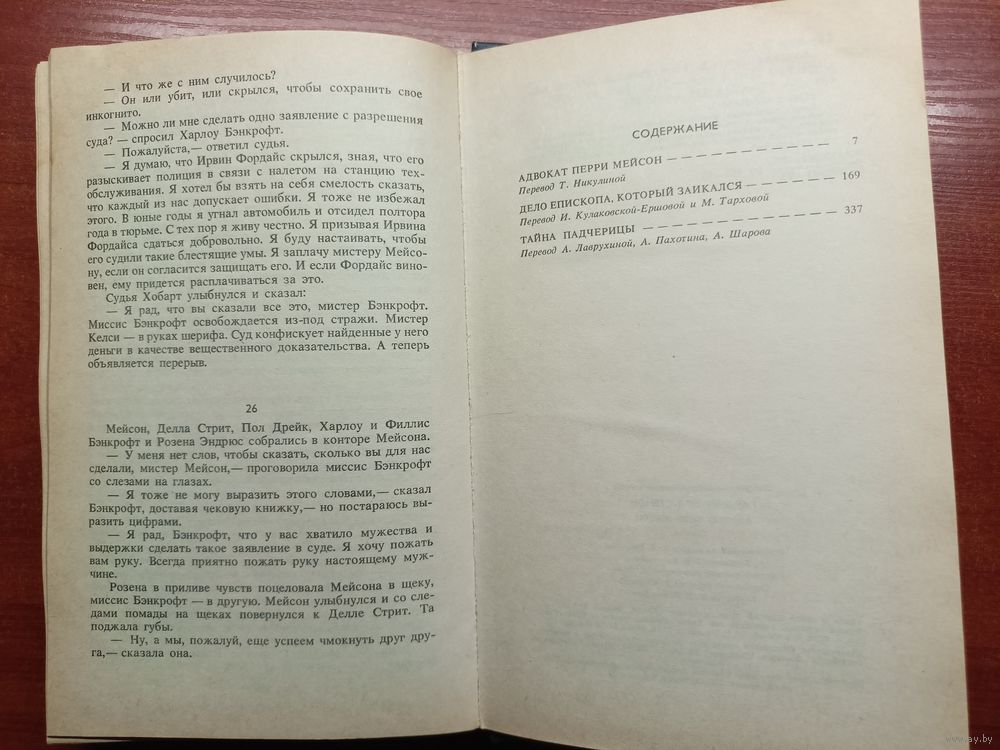 — И что же с ним случилось?
— Он или убит, или скрылся, чтобы сохранить свое
инкогнито.
— Можно ли мне сделать одно заявление с разрешения
суда? — спросил Харлоу Бэнкрофт.
— Пожалуйста,— ответил судья.
— Я думаю, что Ирвин Фордайс скрылся, зная, что его
разыскивает полиция в связи с налетом на станцию тех-
обслуживания. Я хотел бы взять на себя смелость сказать,
что каждый из нас допускает ошибки. Я тоже не избежал
этого. В юные годы я угнал автомобиль и отсидел полтора
года в тюрьме. С тех пор я живу честно. Я призывая Ирвина
Фордайса сдаться добровольно. Я буду настаивать, чтобы
его судили такие блестящие умы. Я заплачу мистеру Мейсо-
ну, если он согласится защищать его. И если Фордайс вино-
вен, ему придется расплачиваться за это.
Судья Хобарт улыбнулся и сказал:
— Я рад, что вы сказали все это, мистер Бэнкрофт.
Миссис Бэнкрофт освобождается из-под стражи. Мистер
Келси — в руках шерифа. Суд конфискует найденные у него
деньги в качестве вещественного доказательства. А теперь
объявляется перерыв.
26
Мейсон, Делла Стрит, Пол Дрейк, Харлоу и Филлис
Бэнкрофт и Розена Эндрюс собрались в конторе Мейсона.
— У меня нет слов, чтобы сказать, сколько вы для нас
сделали, мистер Мейсон,— проговорила миссис Бэнкрофт
со слезами на глазах.
— Я тоже не могу выразить этого словами,— сказал
Бэнкрофт, доставая чековую книжку,— но постараюсь вы-
разить цифрами.
— Я рад, Бэнкрофт, что у вас хватило мужества и
выдержки сделать такое заявление в суде. Я хочу пожать
вам руку. Всегда приятно пожать руку настоящему муж-
чине.
Розена в приливе чувств поцеловала Мейсона в щеку,
миссис Бэнкрофт — в другую. Мейсон улыбнулся и со сле-
дами помады на щеках повернулся к Делле Стрит. Та
поджала губы.
— Ну, а мы, пожалуй, еще успеем чмокнуть друг дру-
га,— сказала она.
СОДЕРЖАНИЕ
АДВОКАТ ПЕРРИ МЕЙСОН — — — — — — — — — — 7
Перевод Т. Никулиной
ДЕЛО ЕПИСКОПА, КОТОРЫЙ ЗАИКАЛСЯ — — — — — — 169
Перевод И. Кулаковской-Ершовой и М. Тарховой
ТАЙНА ПАДЧЕРИЦЫ — — — — — — — — — — — 337
Перевод А. Лаврухиной, А. Пахотина, А. Шарова
www.ay.by